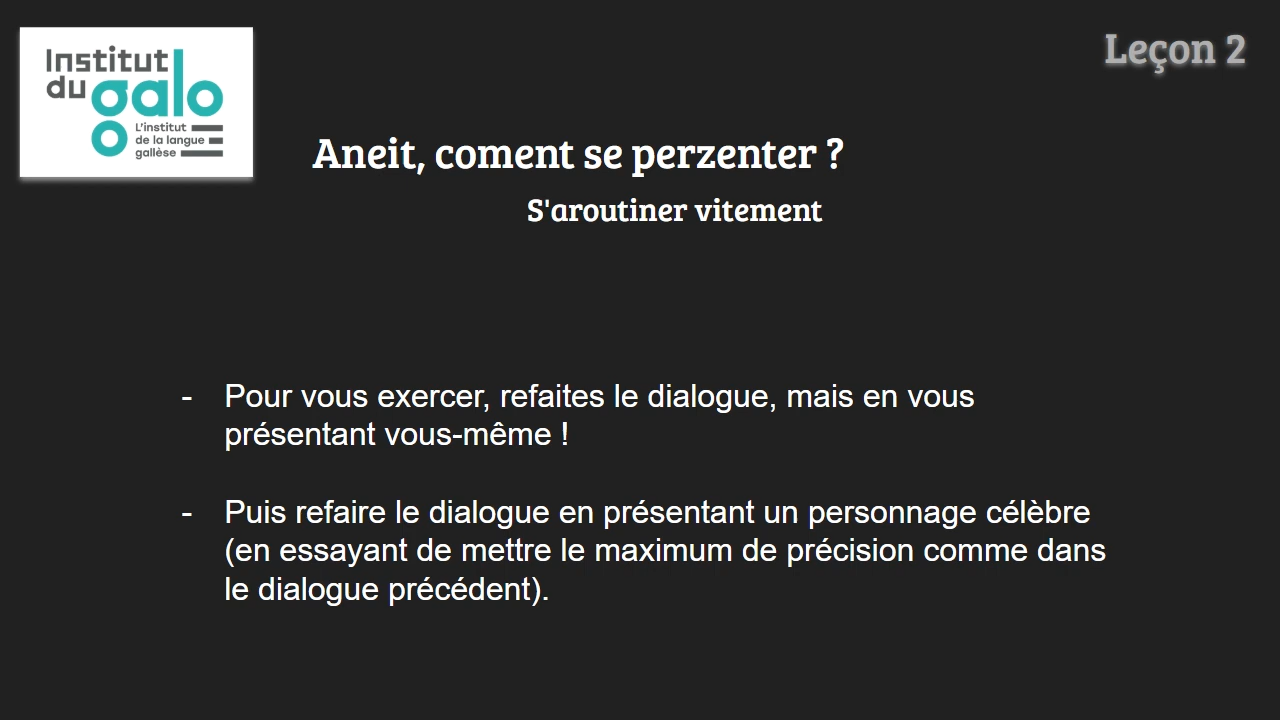 Institut
du galo
L'institut
de la langue
gallèse
Leçon 2
Aneit, coment se perzenter ?
S'aroutiner vitement
- Pour vous exercer, refaites le dialogue, mais en vous
présentant vous-même !
- Puis refaire le dialogue en présentant un personnage célèbre
(en essayant de mettre le maximum de précision comme dans
le dialogue précédent).